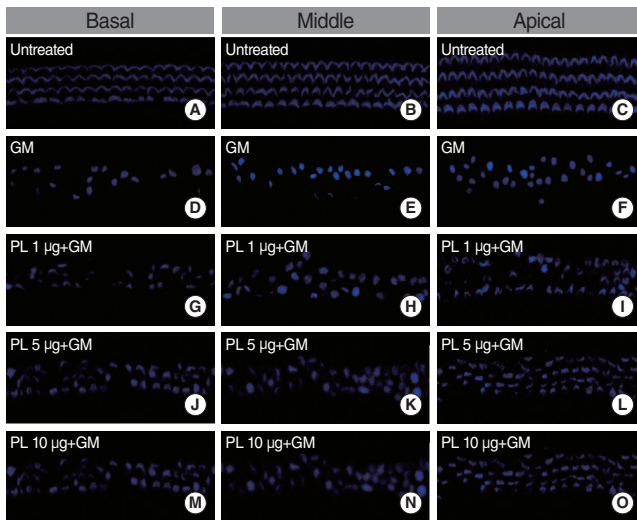 Basal Middle Apical
Untreated Untreated Untreated
A B C
GM GM GM
D E F
PL 1 µg+GM PL 1 µg+GM PL 1 µg+GM
G H I
PL 5 µg+GM PL 5 µg+GM PL 5 µg+GM
J K L
PL 10 µg+GM PL 10 µg+GM PL 10 µg+GM
M N O